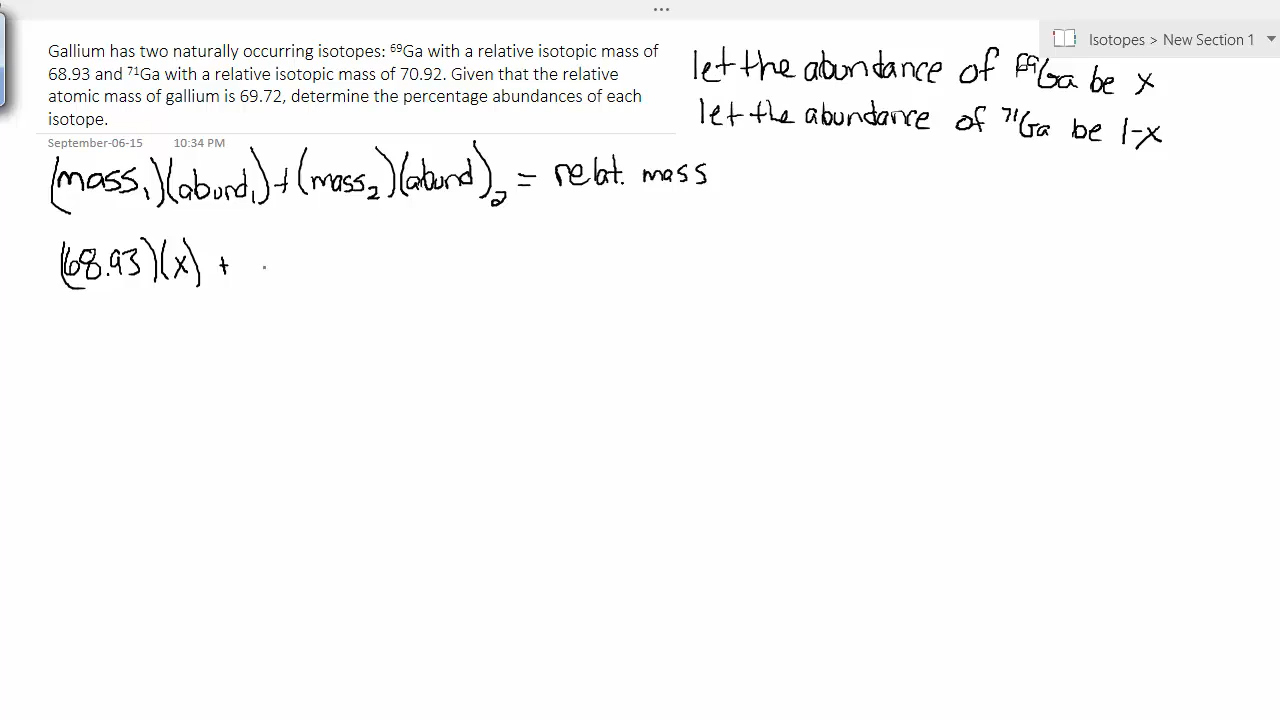 Isotopes > New Section 1
Gallium has two naturally occurring isotopes: ⁶⁹Ga with a relative isotopic mass of
68.93 and ⁷¹Ga with a relative isotopic mass of 70.92. Given that the relative
atomic mass of gallium is 69.72, determine the percentage abundances of each
isotope.
September-06-15 10:34 PM
let the abundance of ⁶⁹Ga be x
let the abundance of ⁷¹Ga be 1-x
(mass₁)(abund₁)+(mass₂)(abund)₂ = relat. mass
(68.93)(x) +